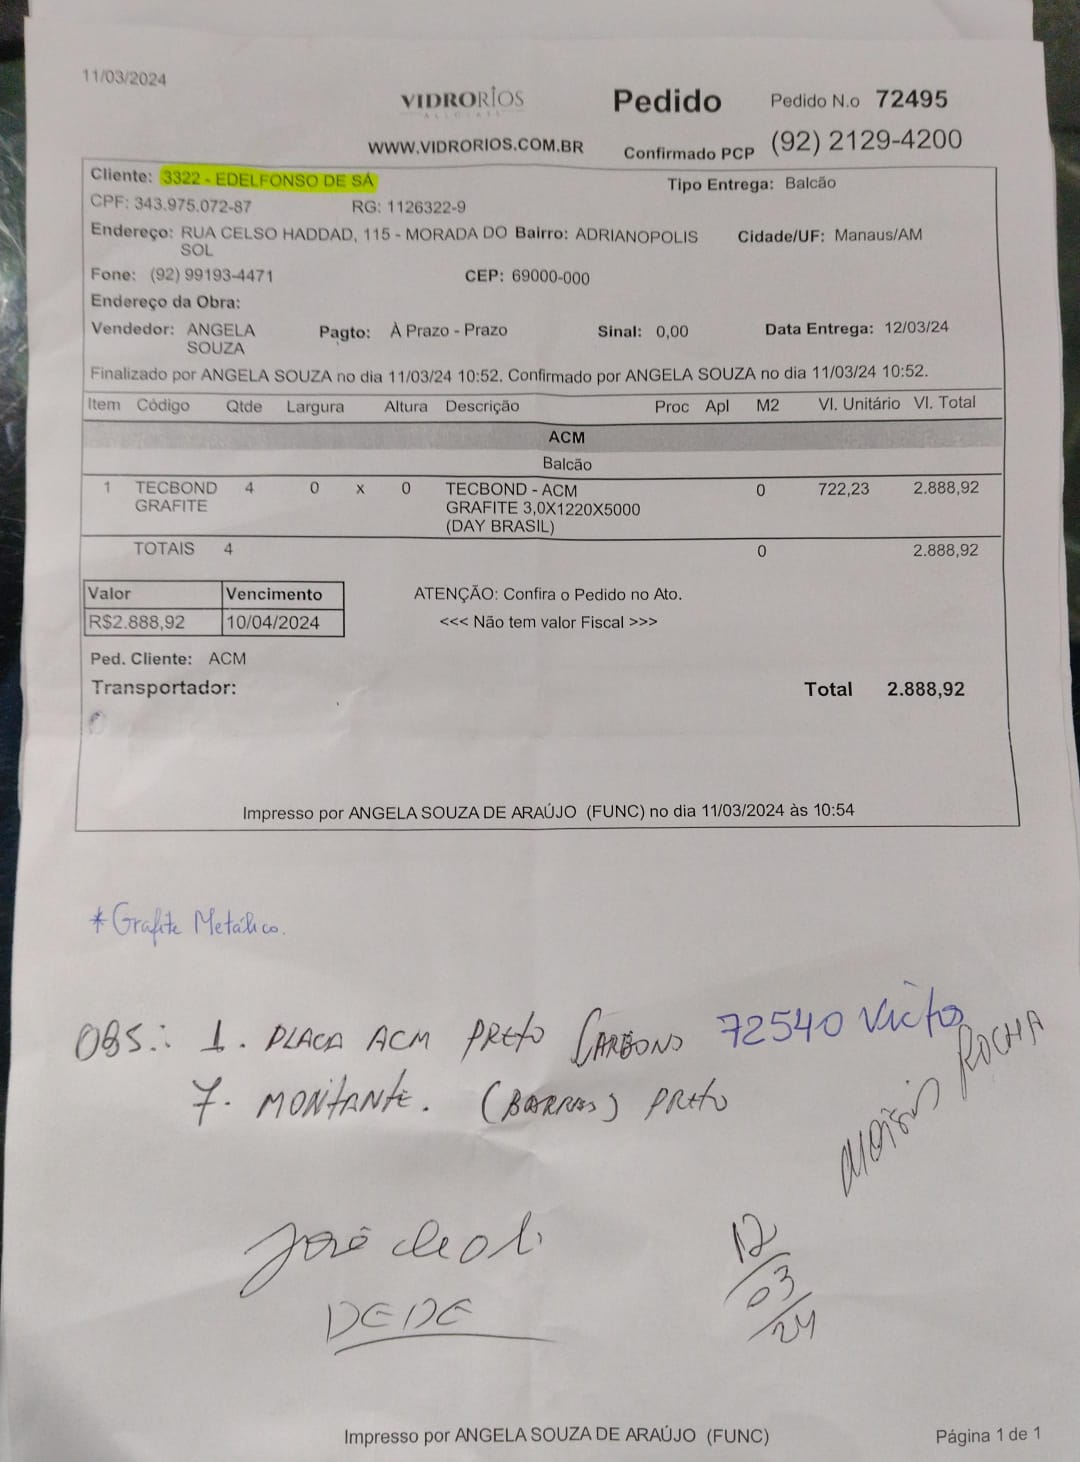 11/03/2024
VIDRORIOS
Pedido Pedido N.o 72495
WWW.VIDRORIOS.COM.BR Confirmado PCP (92) 2129-4200
Cliente: 3322 - EDELFONSO DE SÁ Tipo Entrega: Balcão
CPF: 343.975.072-87 RG: 1126322-9
Endereço: RUA CELSO HADDAD, 115 - MORADA DO Bairro: ADRIANOPOLIS Cidade/UF: Manaus/AM
SOL
Fone: (92) 99193-4471 CEP: 69000-000
Endereço da Obra:
Vendedor: ANGELA Pagto: À Prazo - Prazo Sinal: 0,00 Data Entrega: 12/03/24
SOUZA
Finalizado por ANGELA SOUZA no dia 11/03/24 10:52. Confirmado por ANGELA SOUZA no dia 11/03/24 10:52.
Item Código Qtde Largura Altura Descrição Proc Apl M2 Vl. Unitário Vl. Total
ACM
Balcão
1 TECBOND 4 0 x 0 TECBOND - ACM 0 722,23 2.888,92
GRAFITE GRAFITE 3,0X1220X5000
(DAY BRASIL)
TOTAIS 4 0 2.888,92
Valor Vencimento ATENÇÃO: Confira o Pedido no Ato.
R$2.888,92 10/04/2024 <<< Não tem valor Fiscal >>>
Ped. Cliente: ACM
Transportador: Total 2.888,92
Impresso por ANGELA SOUZA DE ARAÚJO (FUNC) no dia 11/03/2024 às 10:54
*Grafite Metálico.
OBS.: 1. PLACA ACM PRETO CARBONO 72540 Victo
7. MONTANTE. (BARRAS) PRETO
ROCHA
José
DEDE
12/03/24
Impresso por ANGELA SOUZA DE ARAÚJO (FUNC) Página 1 de 1